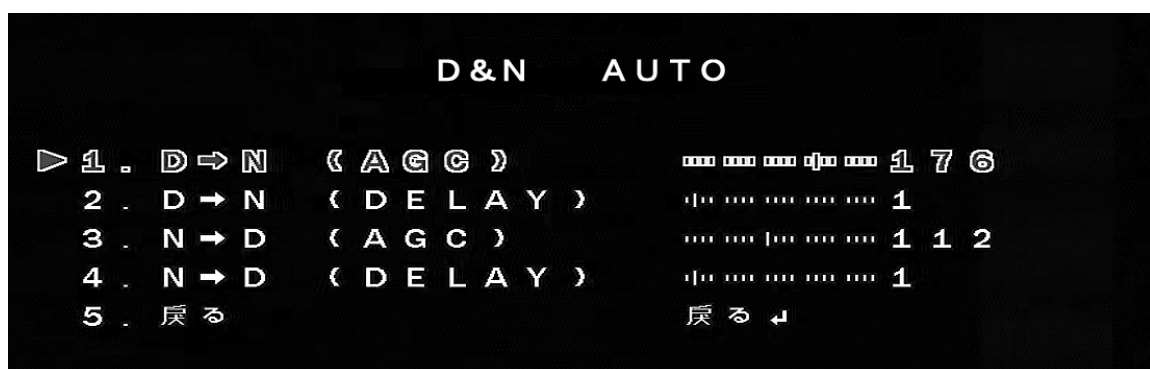 D&N AUTO
▷1. D⇨N (AGC) 176
2. D➞N (DELAY) 1
3. N➞D (AGC) 112
4. N➞D (DELAY) 1
5. 戻る 戻る↲